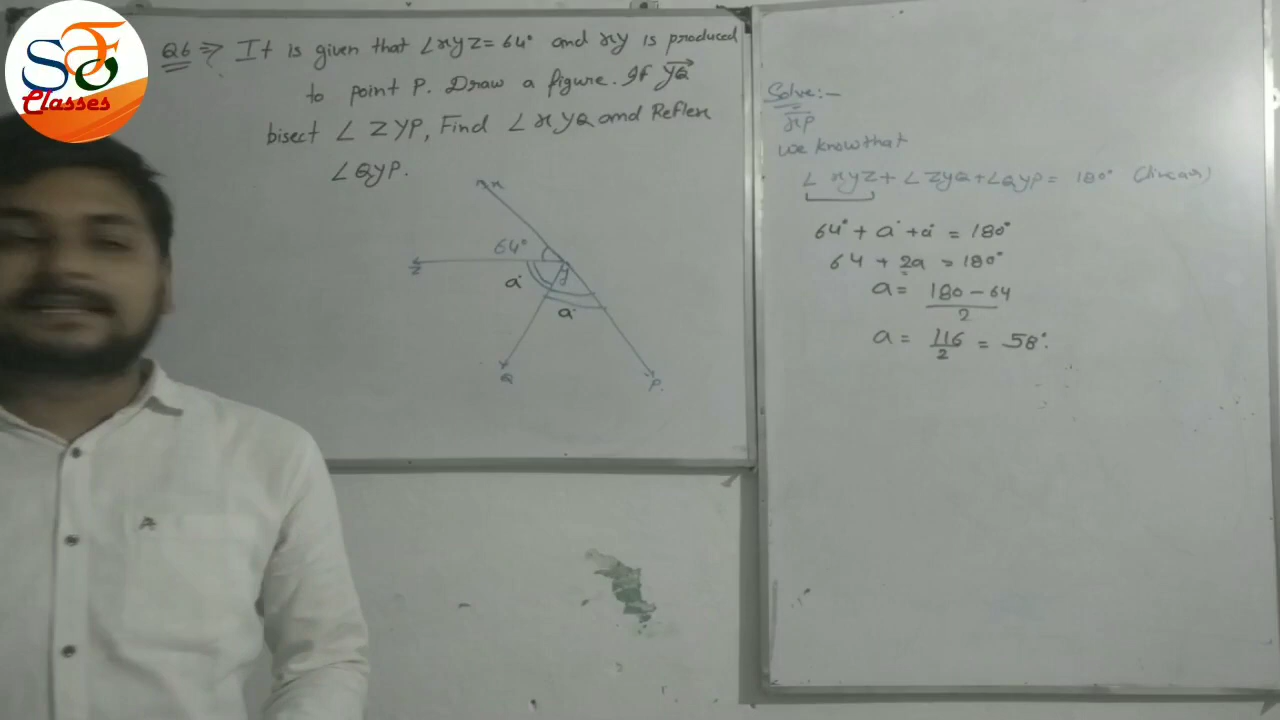 SFS
Classes
Q6 ⇒ It is given that ∠xyz = 64° and xy is produced
to point P. Draw a figure. If YQ
bisect ∠ZYP, Find ∠xYQ and Reflex
∠QYP.
x
64°
z
y
a°
a°
Q
P.
Solve:-
xP
we know that
∠xyz + ∠ZYQ + ∠QYP = 180° (linear)
64° + a° + a° = 180°
64 + 2a = 180°
a = 180 - 64
2
a = 116 = 58°.
2